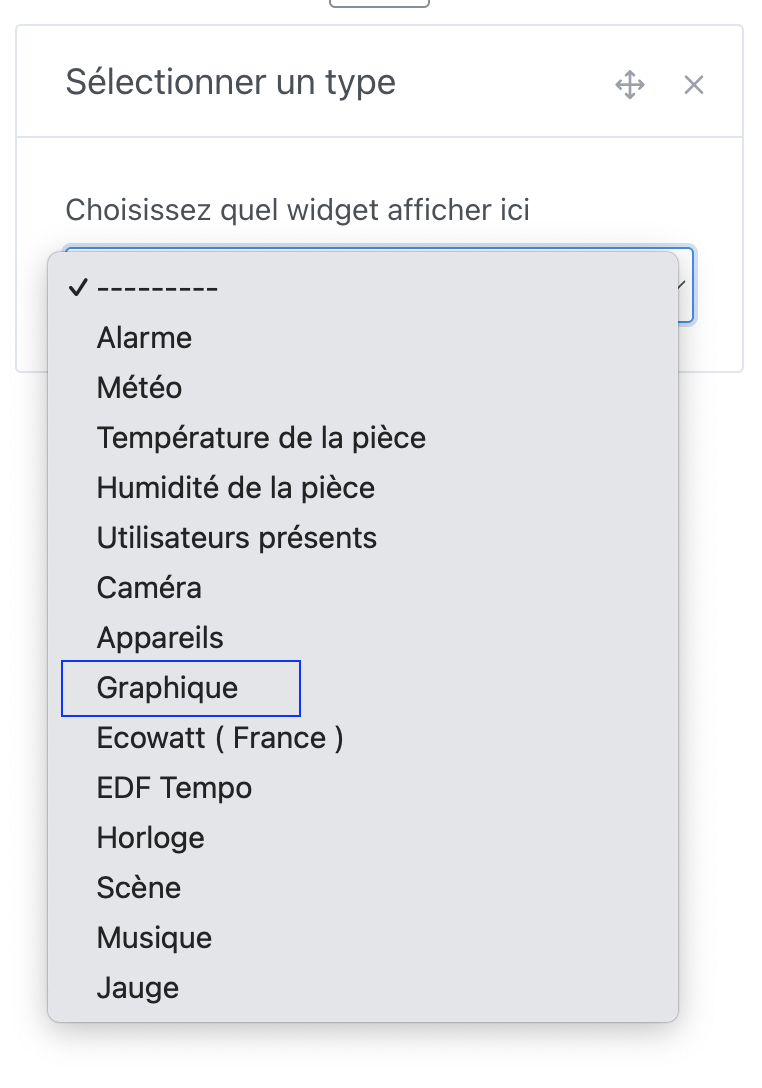 Sélectionner un type
Choisissez quel widget afficher ici
---------
Alarme
Météo
Température de la pièce
Humidité de la pièce
Utilisateurs présents
Caméra
Appareils
Graphique
Ecowatt ( France )
EDF Tempo
Horloge
Scène
Musique
Jauge